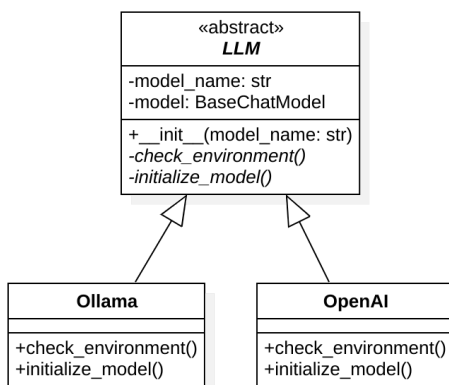 «abstract»
LLM
-model_name: str
-model: BaseChatModel
+__init__(model_name: str)
-check_environment()
-initialize_model()
Ollama
+check_environment()
+initialize_model()
OpenAI
+check_environment()
+initialize_model()